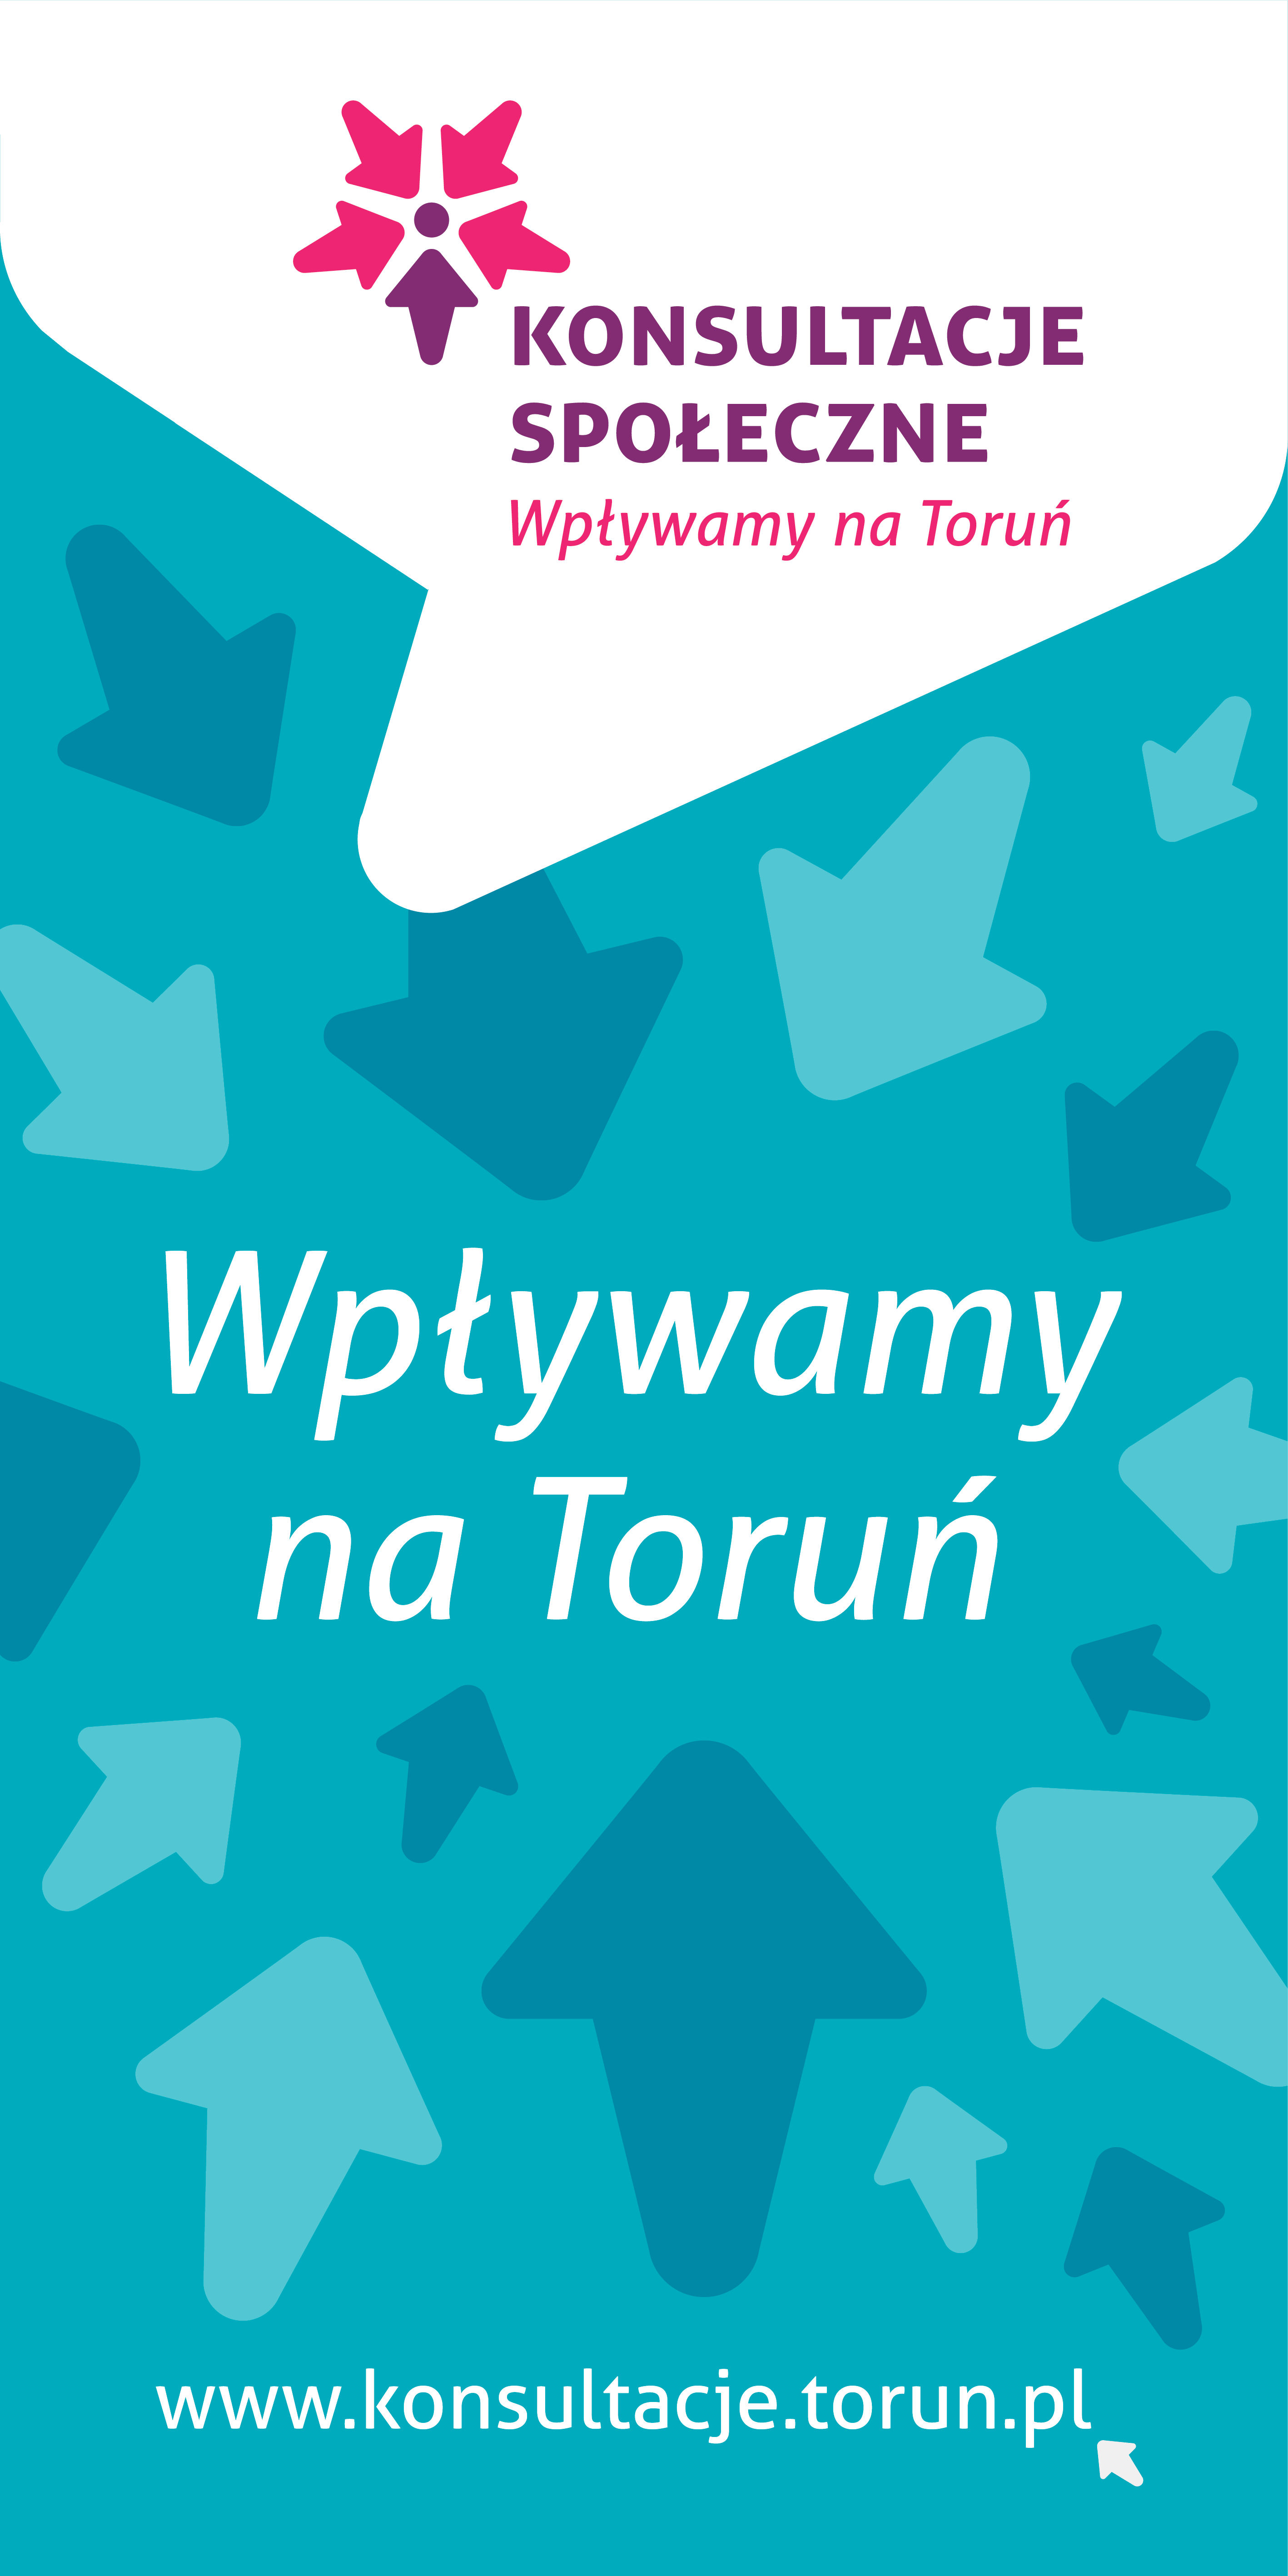 KONSULTACJE
SPOŁECZNE
Wpływamy na Toruń
Wpływamy
na Toruń
www.konsultacje.torun.pl